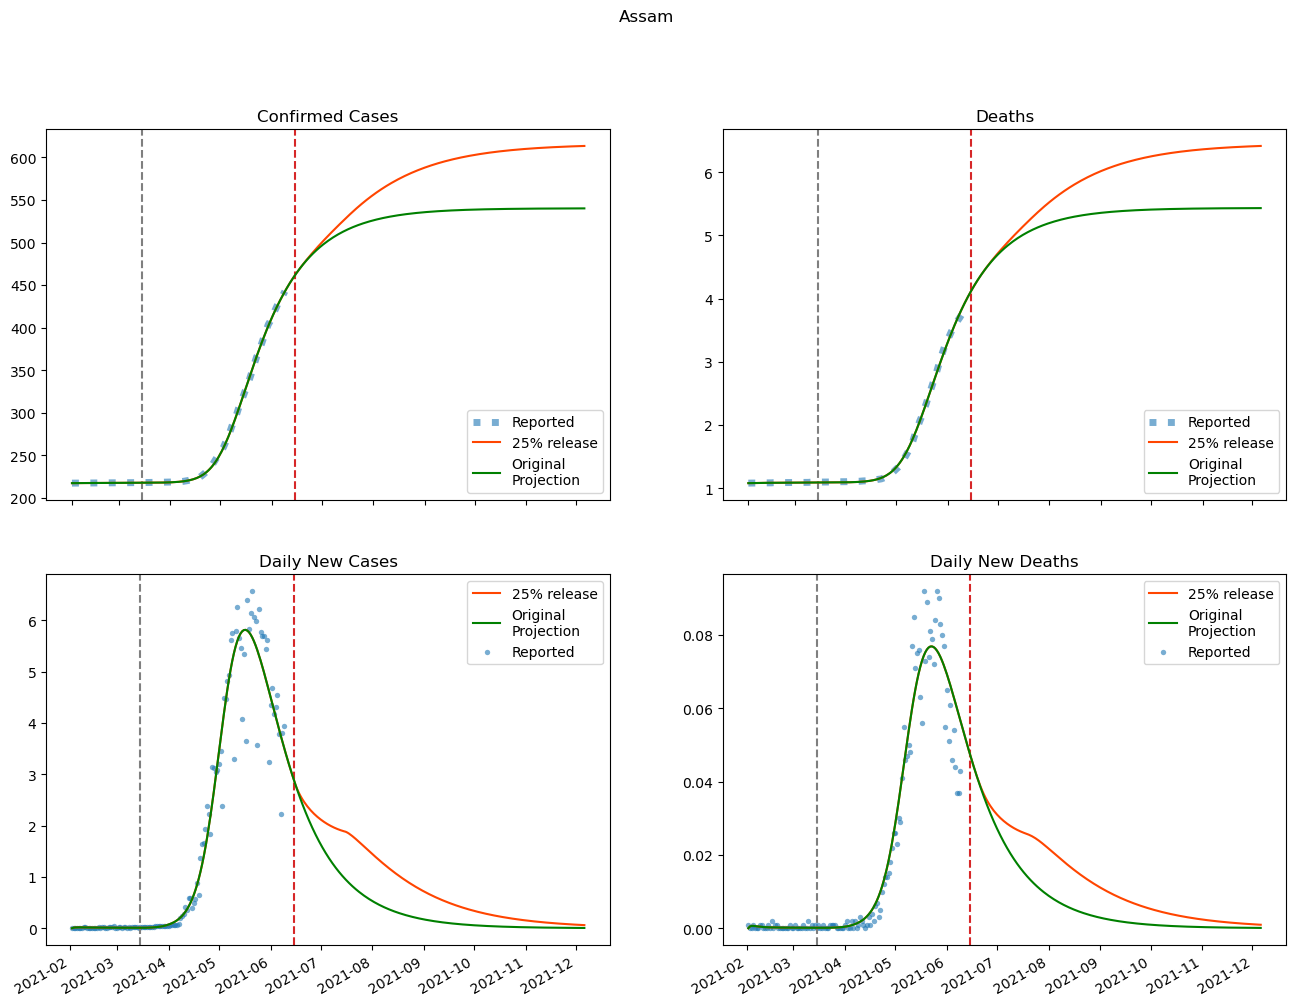 Assam
Confirmed Cases
600
550
500
450
400
350
300
250
200
Reported
25% release
Original
Projection
Deaths
6
5
4
3
2
1
Reported
25% release
Original
Projection
Daily New Cases
6
5
4
3
2
1
0
25% release
Original
Projection
Reported
2021-02
2021-03
2021-04
2021-05
2021-06
2021-07
2021-08
2021-09
2021-10
2021-11
2021-12
Daily New Deaths
0.08
0.06
0.04
0.02
0.00
25% release
Original
Projection
Reported
2021-02
2021-03
2021-04
2021-05
2021-06
2021-07
2021-08
2021-09
2021-10
2021-11
2021-12